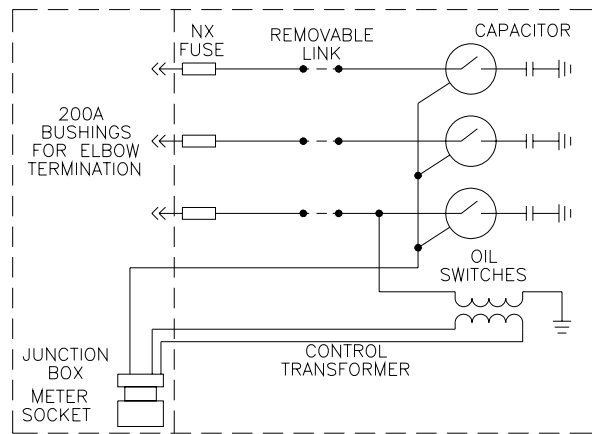 NX
FUSE
REMOVABLE
LINK
CAPACITOR
200A
BUSHINGS
FOR ELBOW
TERMINATION
OIL
SWITCHES
JUNCTION
BOX
METER
SOCKET
CONTROL
TRANSFORMER